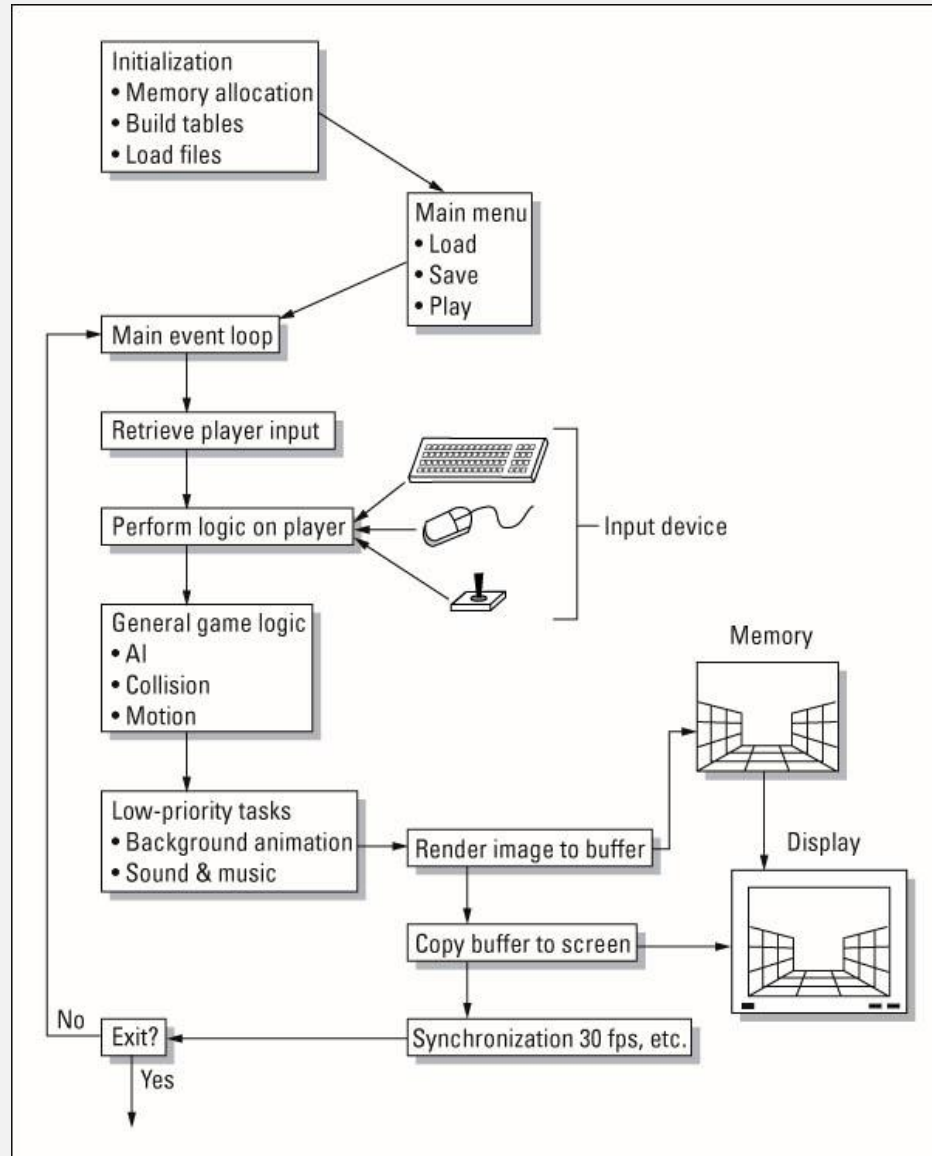 Initialization
• Memory allocation
• Build tables
• Load files
Main menu
• Load
• Save
• Play
Main event loop
Retrieve player input
Perform logic on player
Input device
General game logic
• AI
• Collision
• Motion
Memory
Low-priority tasks
• Background animation
• Sound & music
Render image to buffer
Display
Copy buffer to screen
Synchronization 30 fps, etc.
No
Exit?
Yes